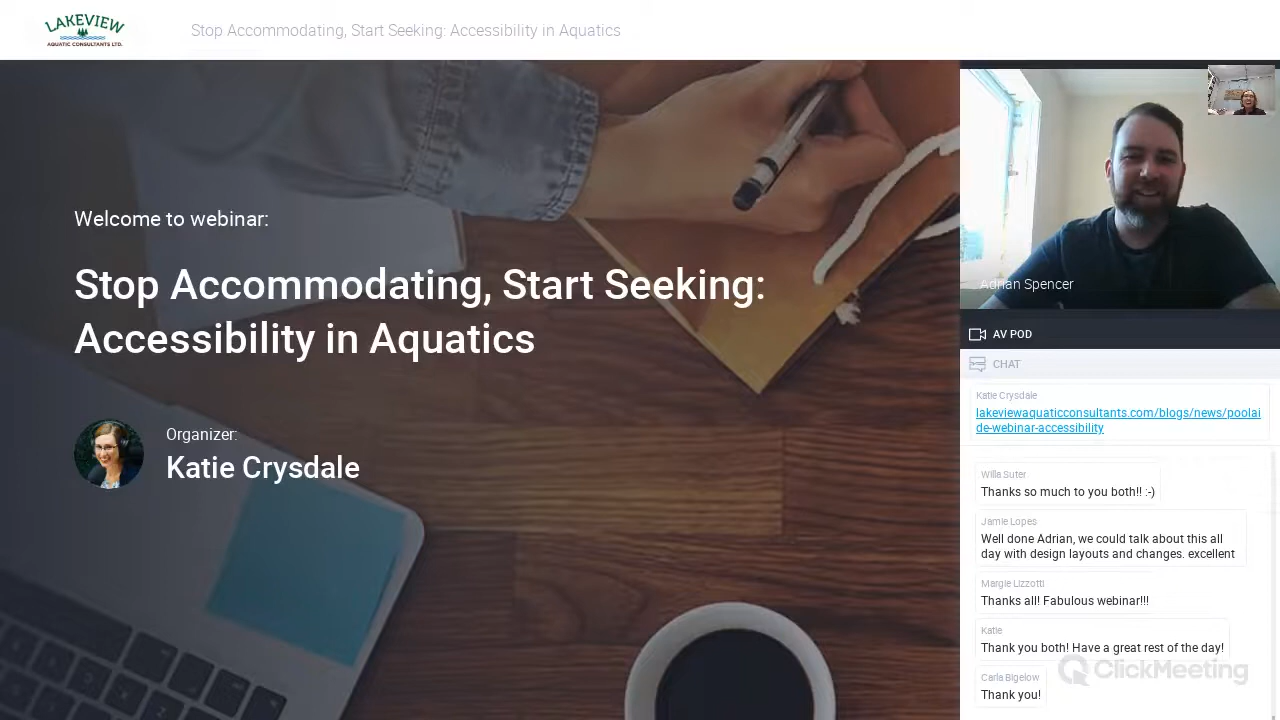 LAKEVIEW
AQUATIC CONSULTANTS LTD.
Stop Accommodating, Start Seeking: Accessibility in Aquatics
Welcome to webinar:
Stop Accommodating, Start Seeking:
Accessibility in Aquatics
Organizer:
Katie Crysdale
Adrian Spencer
AV POD
CHAT
Katie Crysdale
lakeviewaquaticconsultants.com/blogs/news/poolai
de-webinar-accessibility
Willa Suter
Thanks so much to you both!! :-)
Jamie Lopes
Well done Adrian, we could talk about this all
day with design layouts and changes. excellent
Margie Lizzotti
Thanks all! Fabulous webinar!!!
Katie
Thank you both! Have a great rest of the day!
Carla Bigelow
Thank you!
ClickMeeting